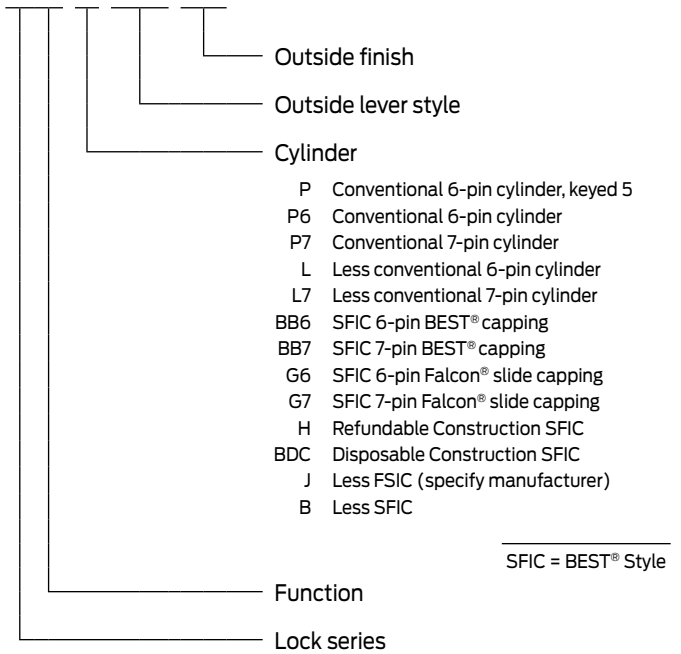 Outside finish
Outside lever style
Cylinder
P Conventional 6-pin cylinder, keyed 5
P6 Conventional 6-pin cylinder
P7 Conventional 7-pin cylinder
L Less conventional 6-pin cylinder
L7 Less conventional 7-pin cylinder
BB6 SFIC 6-pin BEST® capping
BB7 SFIC 7-pin BEST® capping
G6 SFIC 6-pin Falcon® slide capping
G7 SFIC 7-pin Falcon® slide capping
H Refundable Construction SFIC
BDC Disposable Construction SFIC
J Less FSIC (specify manufacturer)
B Less SFIC
SFIC = BEST® Style
Function
Lock series